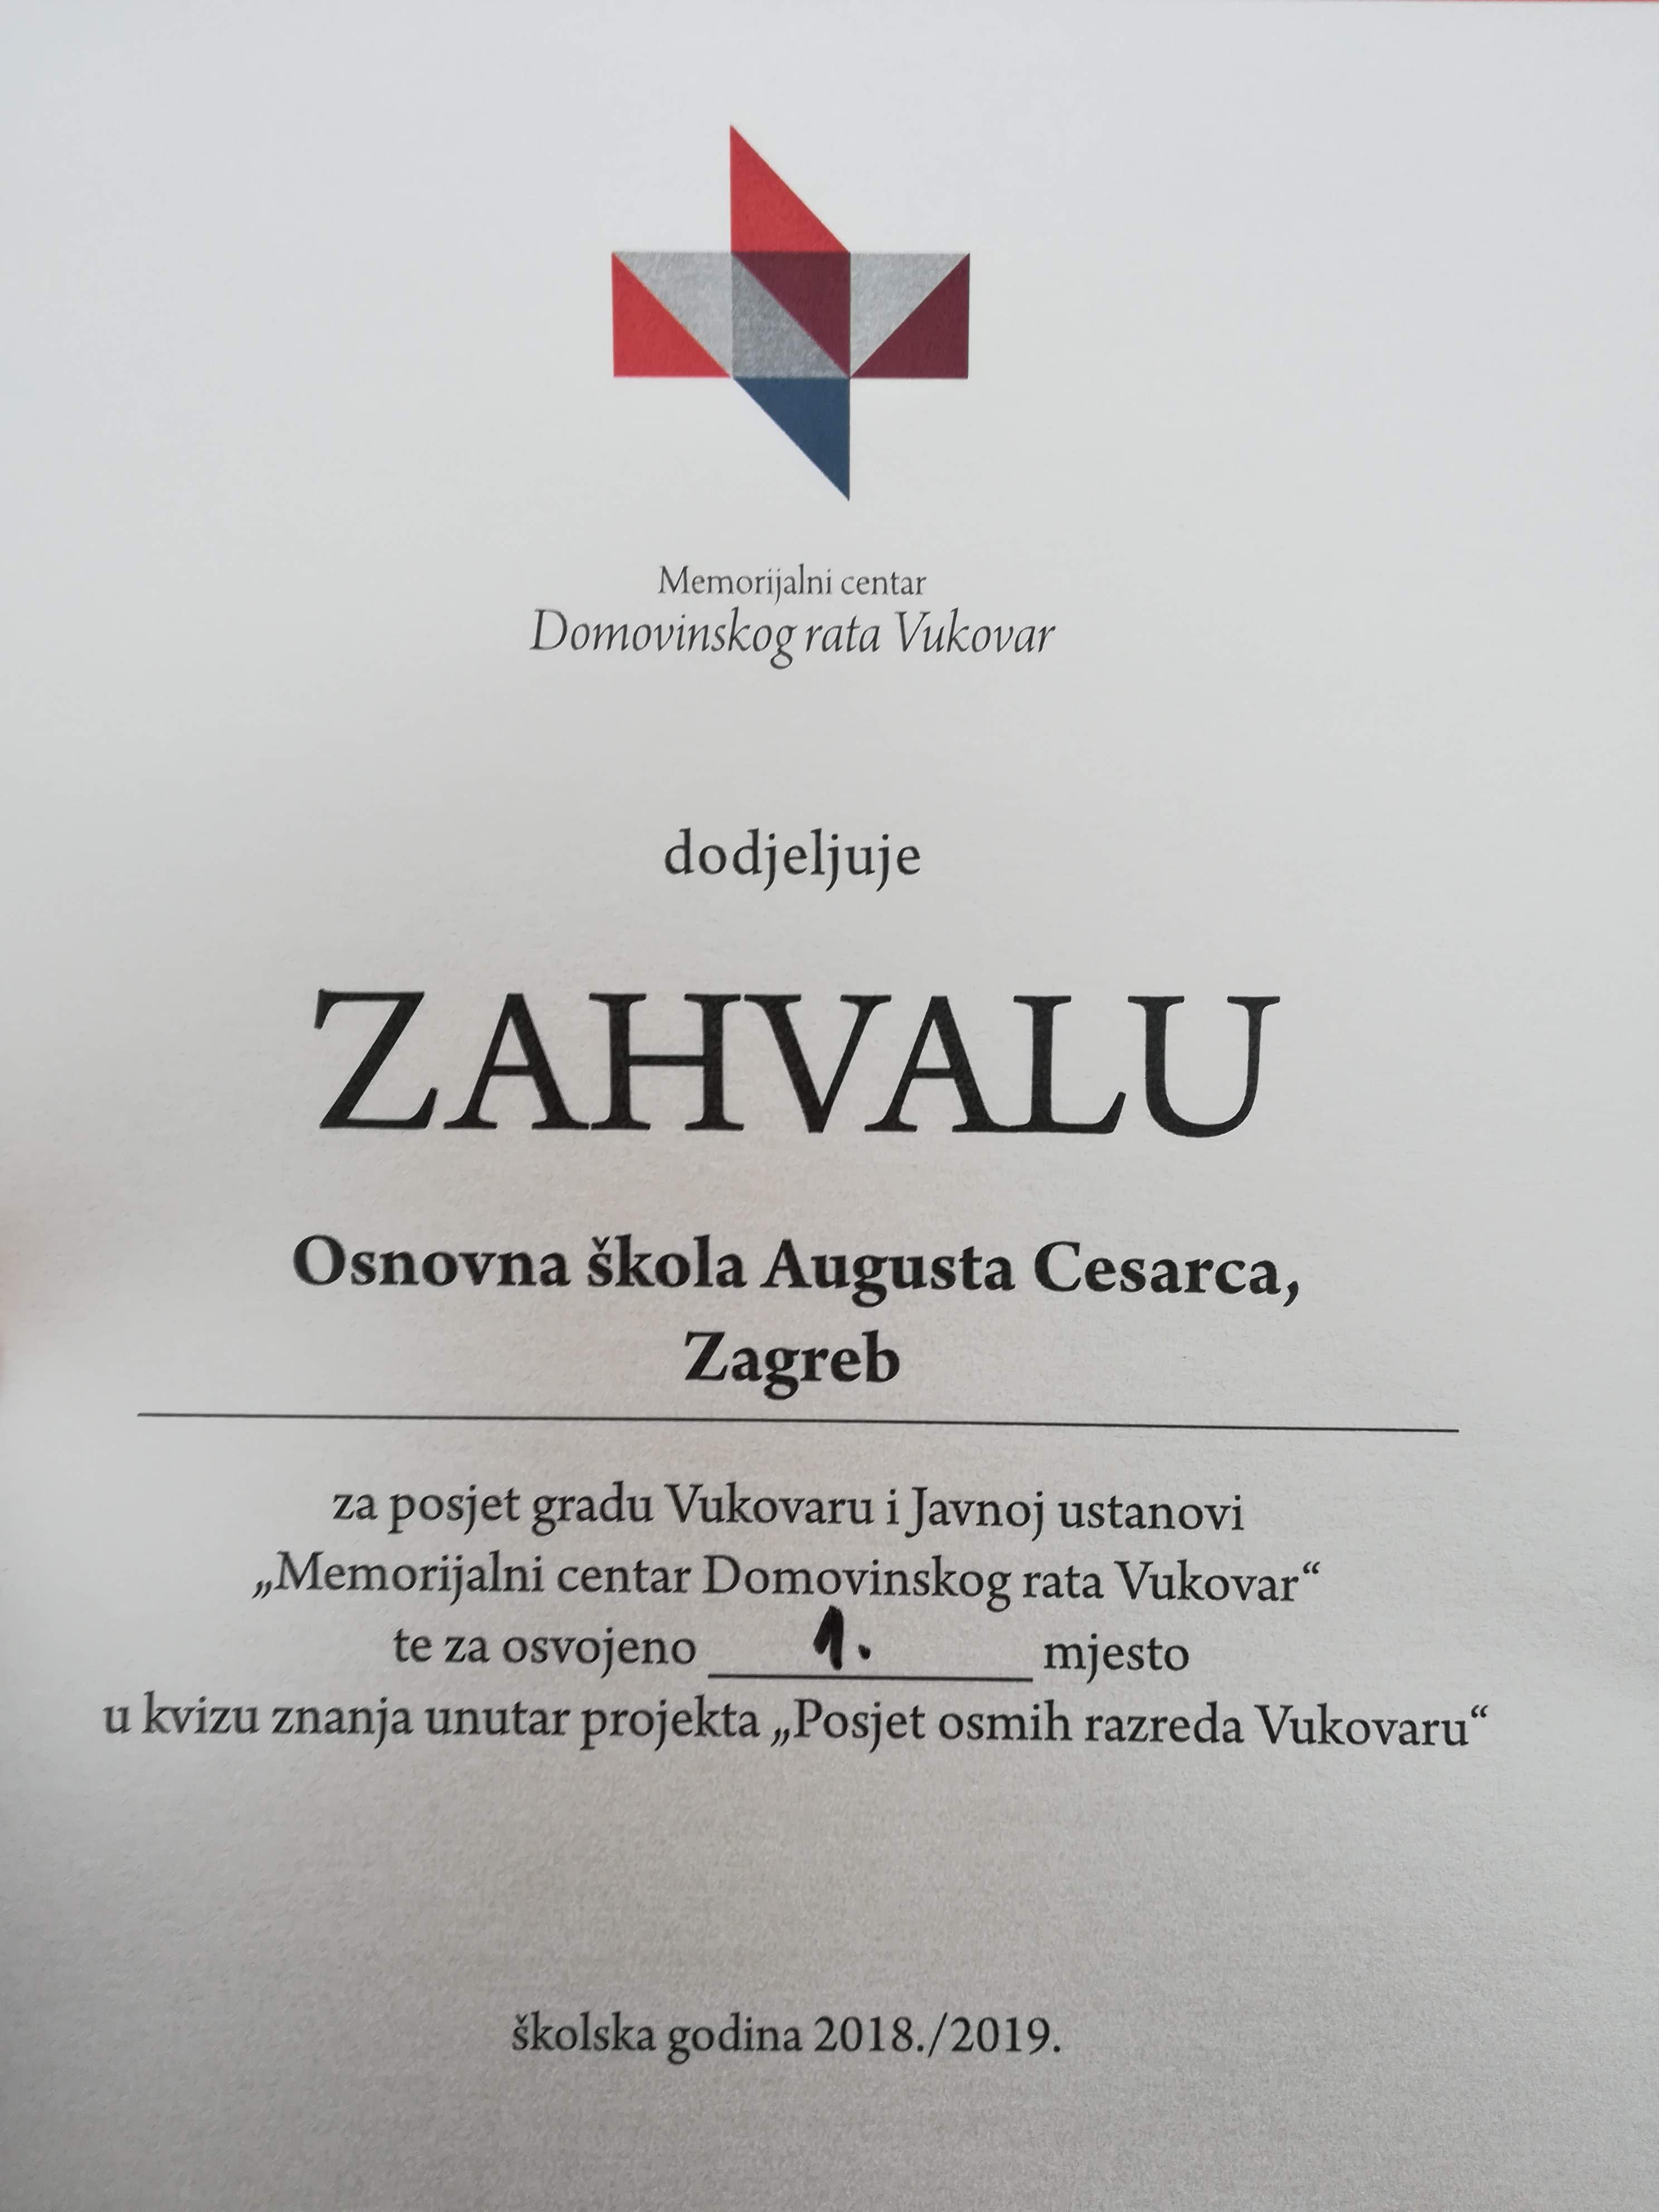 Memorijalni centar
Domovinskog rata Vukovar
dodjeljuje
ZAHVALU
Osnovna škola Augusta Cesarca,
Zagreb
za posjet gradu Vukovaru i Javnoj ustanovi
„Memorijalni centar Domovinskog rata Vukovar“
te za osvojeno 1. mjesto
u kvizu znanja unutar projekta „Posjet osmih razreda Vukovaru“
školska godina 2018./2019.